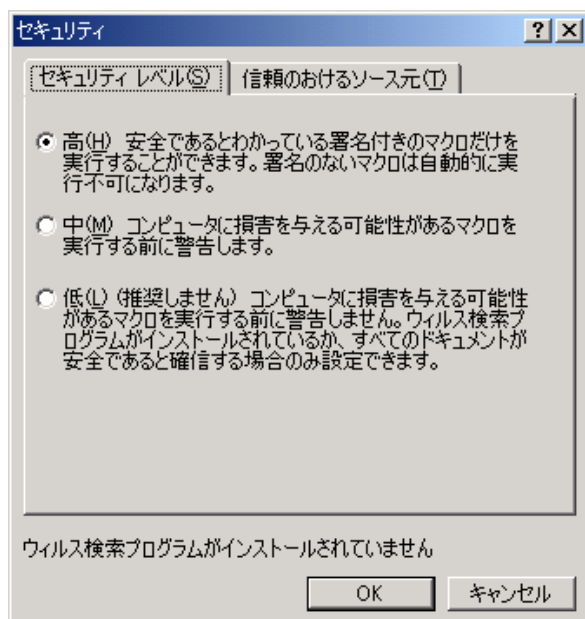 セキュリティ
セキュリティ レベル(S)
信頼のおけるソース元(T)
高(H) 安全であるとわかっている署名付きのマクロだけを
実行することができます。署名のないマクロは自動的に実
行不可になります。
中(M) コンピュータに損害を与える可能性があるマクロを
実行する前に警告します。
低(L) (推奨しません) コンピュータに損害を与える可能性
があるマクロを実行する前に警告しません。ウィルス検索プ
ログラムがインストールされているか、すべてのドキュメントが
安全であると確信する場合のみ設定できます。
ウィルス検索プログラムがインストールされていません
OK
キャンセル